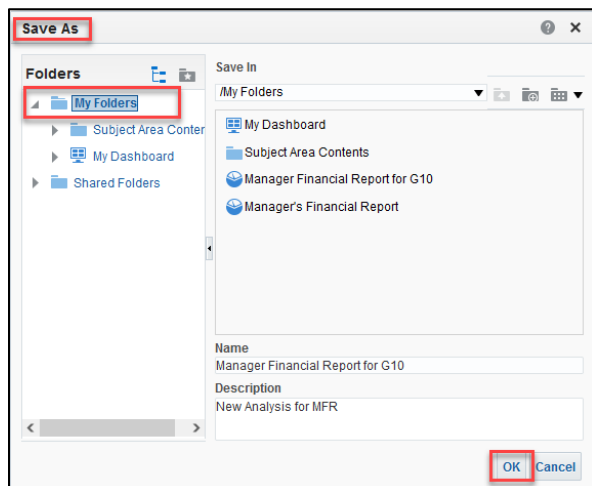 Save As
Folders
My Folders
Subject Area Conter
My Dashboard
Shared Folders
Save In
/My Folders
My Dashboard
Subject Area Contents
Manager Financial Report for G10
Manager's Financial Report
Name
Manager Financial Report for G10
Description
New Analysis for MFR
OK
Cancel